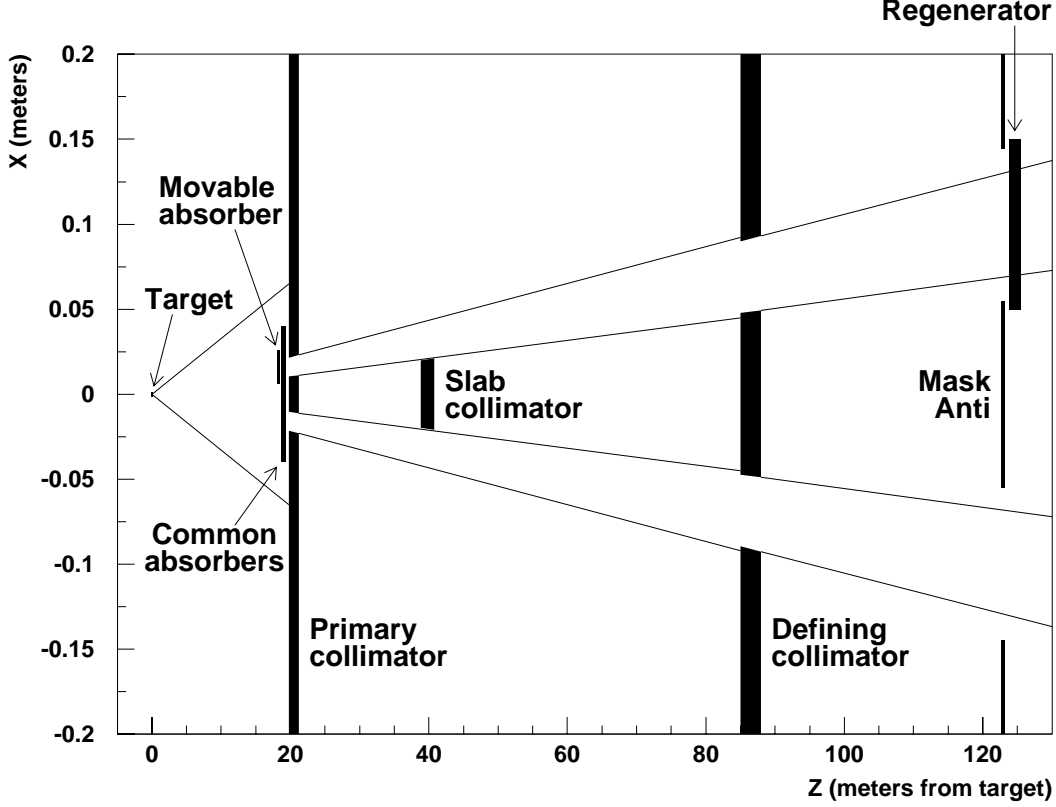 Regenerator
X (meters)
0.2
0.15
0.1
0.05
0
-0.05
-0.1
-0.15
-0.2
Movable
absorber
Target
Slab
collimator
Mask
Anti
Common
absorbers
Primary
collimator
Defining
collimator
0 20 40 60 80 100 120
Z (meters from target)